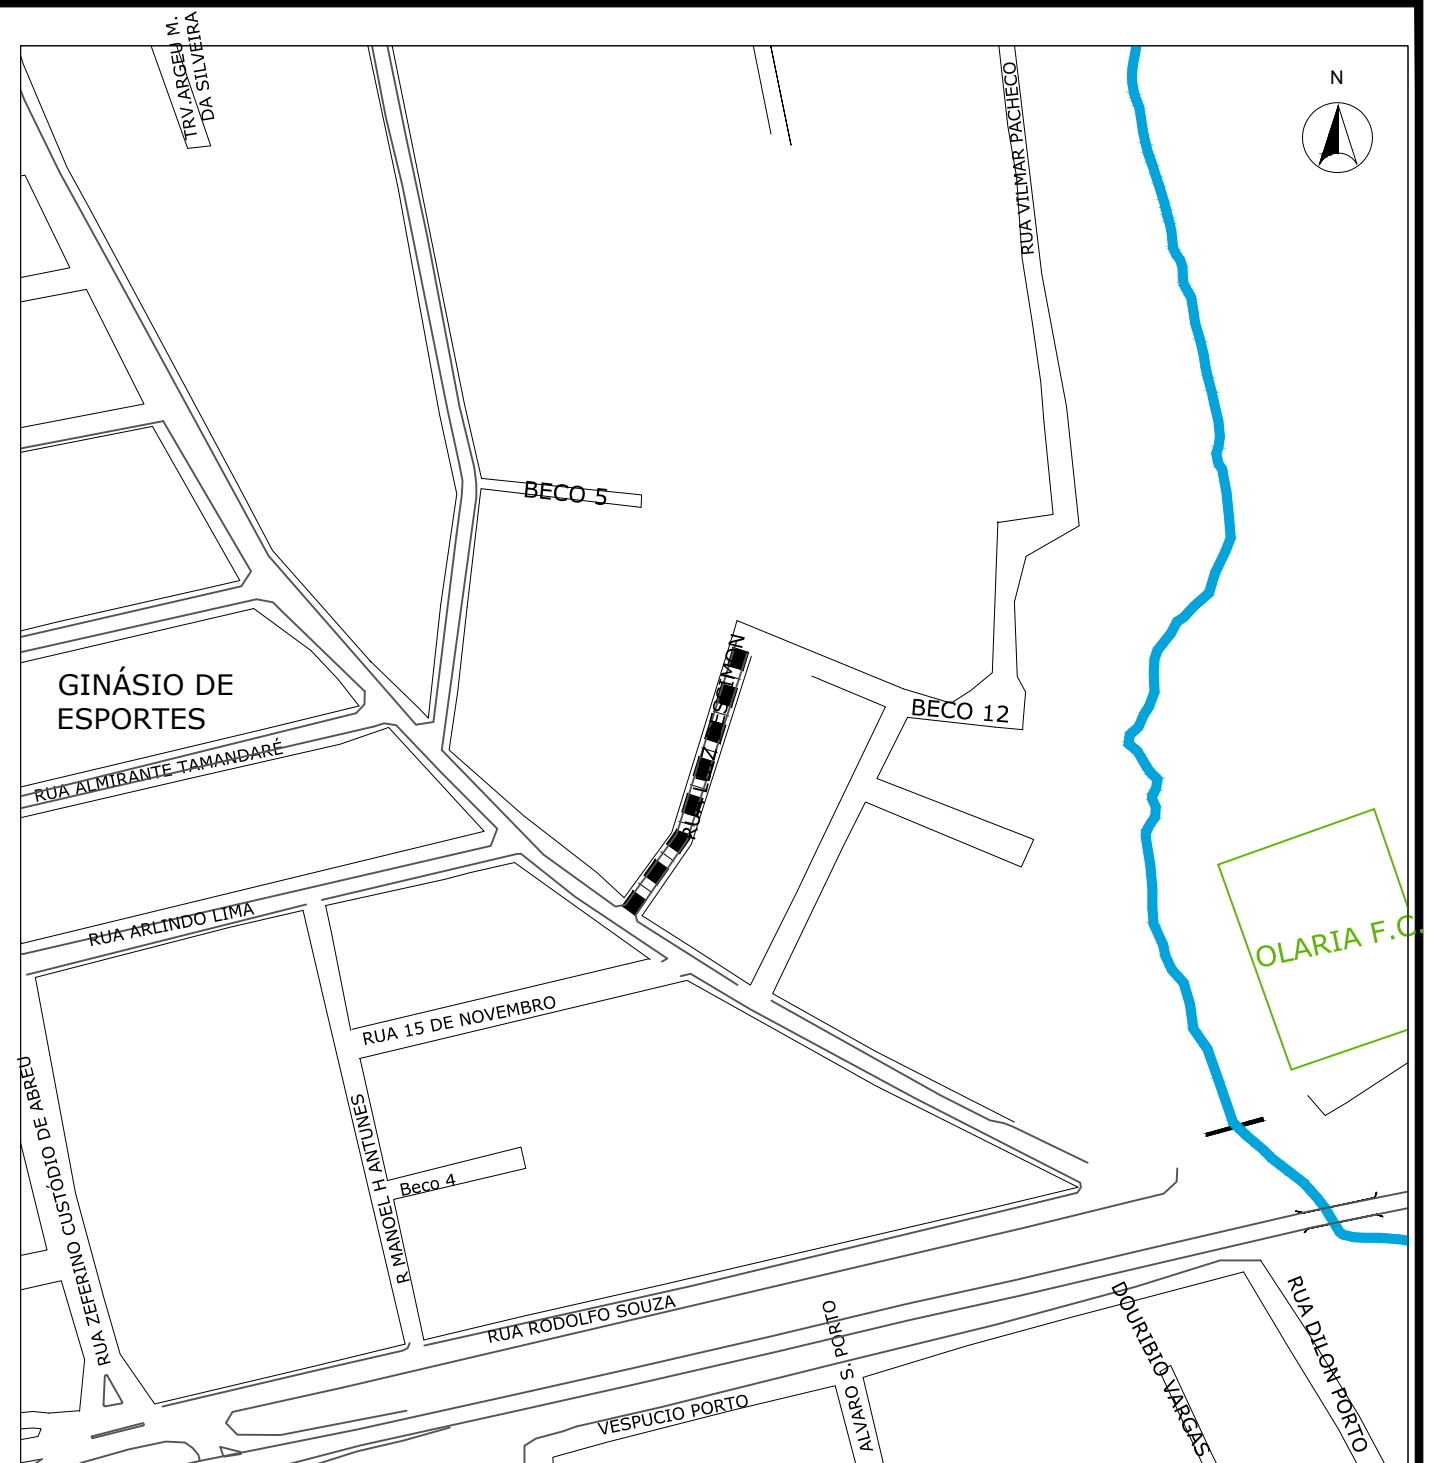 TRV.ARGEU M.
DA SILVEIRA
N
RUA VILMAR PACHECO
BECO 5
GINÁSIO DE
ESPORTES
RUA ALMIRANTE TAMANDARÉ
RUA SIMON
BECO 12
RUA ARLINDO LIMA
OLARIA F.C.
RUA 15 DE NOVEMBRO
RUA ZEFERINO CUSTÓDIO DE ABREU
R MANOEL H ANTUNES
Beco 4
RUA RODOLFO SOUZA
VESPUCIO PORTO
ALVARO S. PORTO
DOURIBIO VARGAS
RUA DILON PORTO